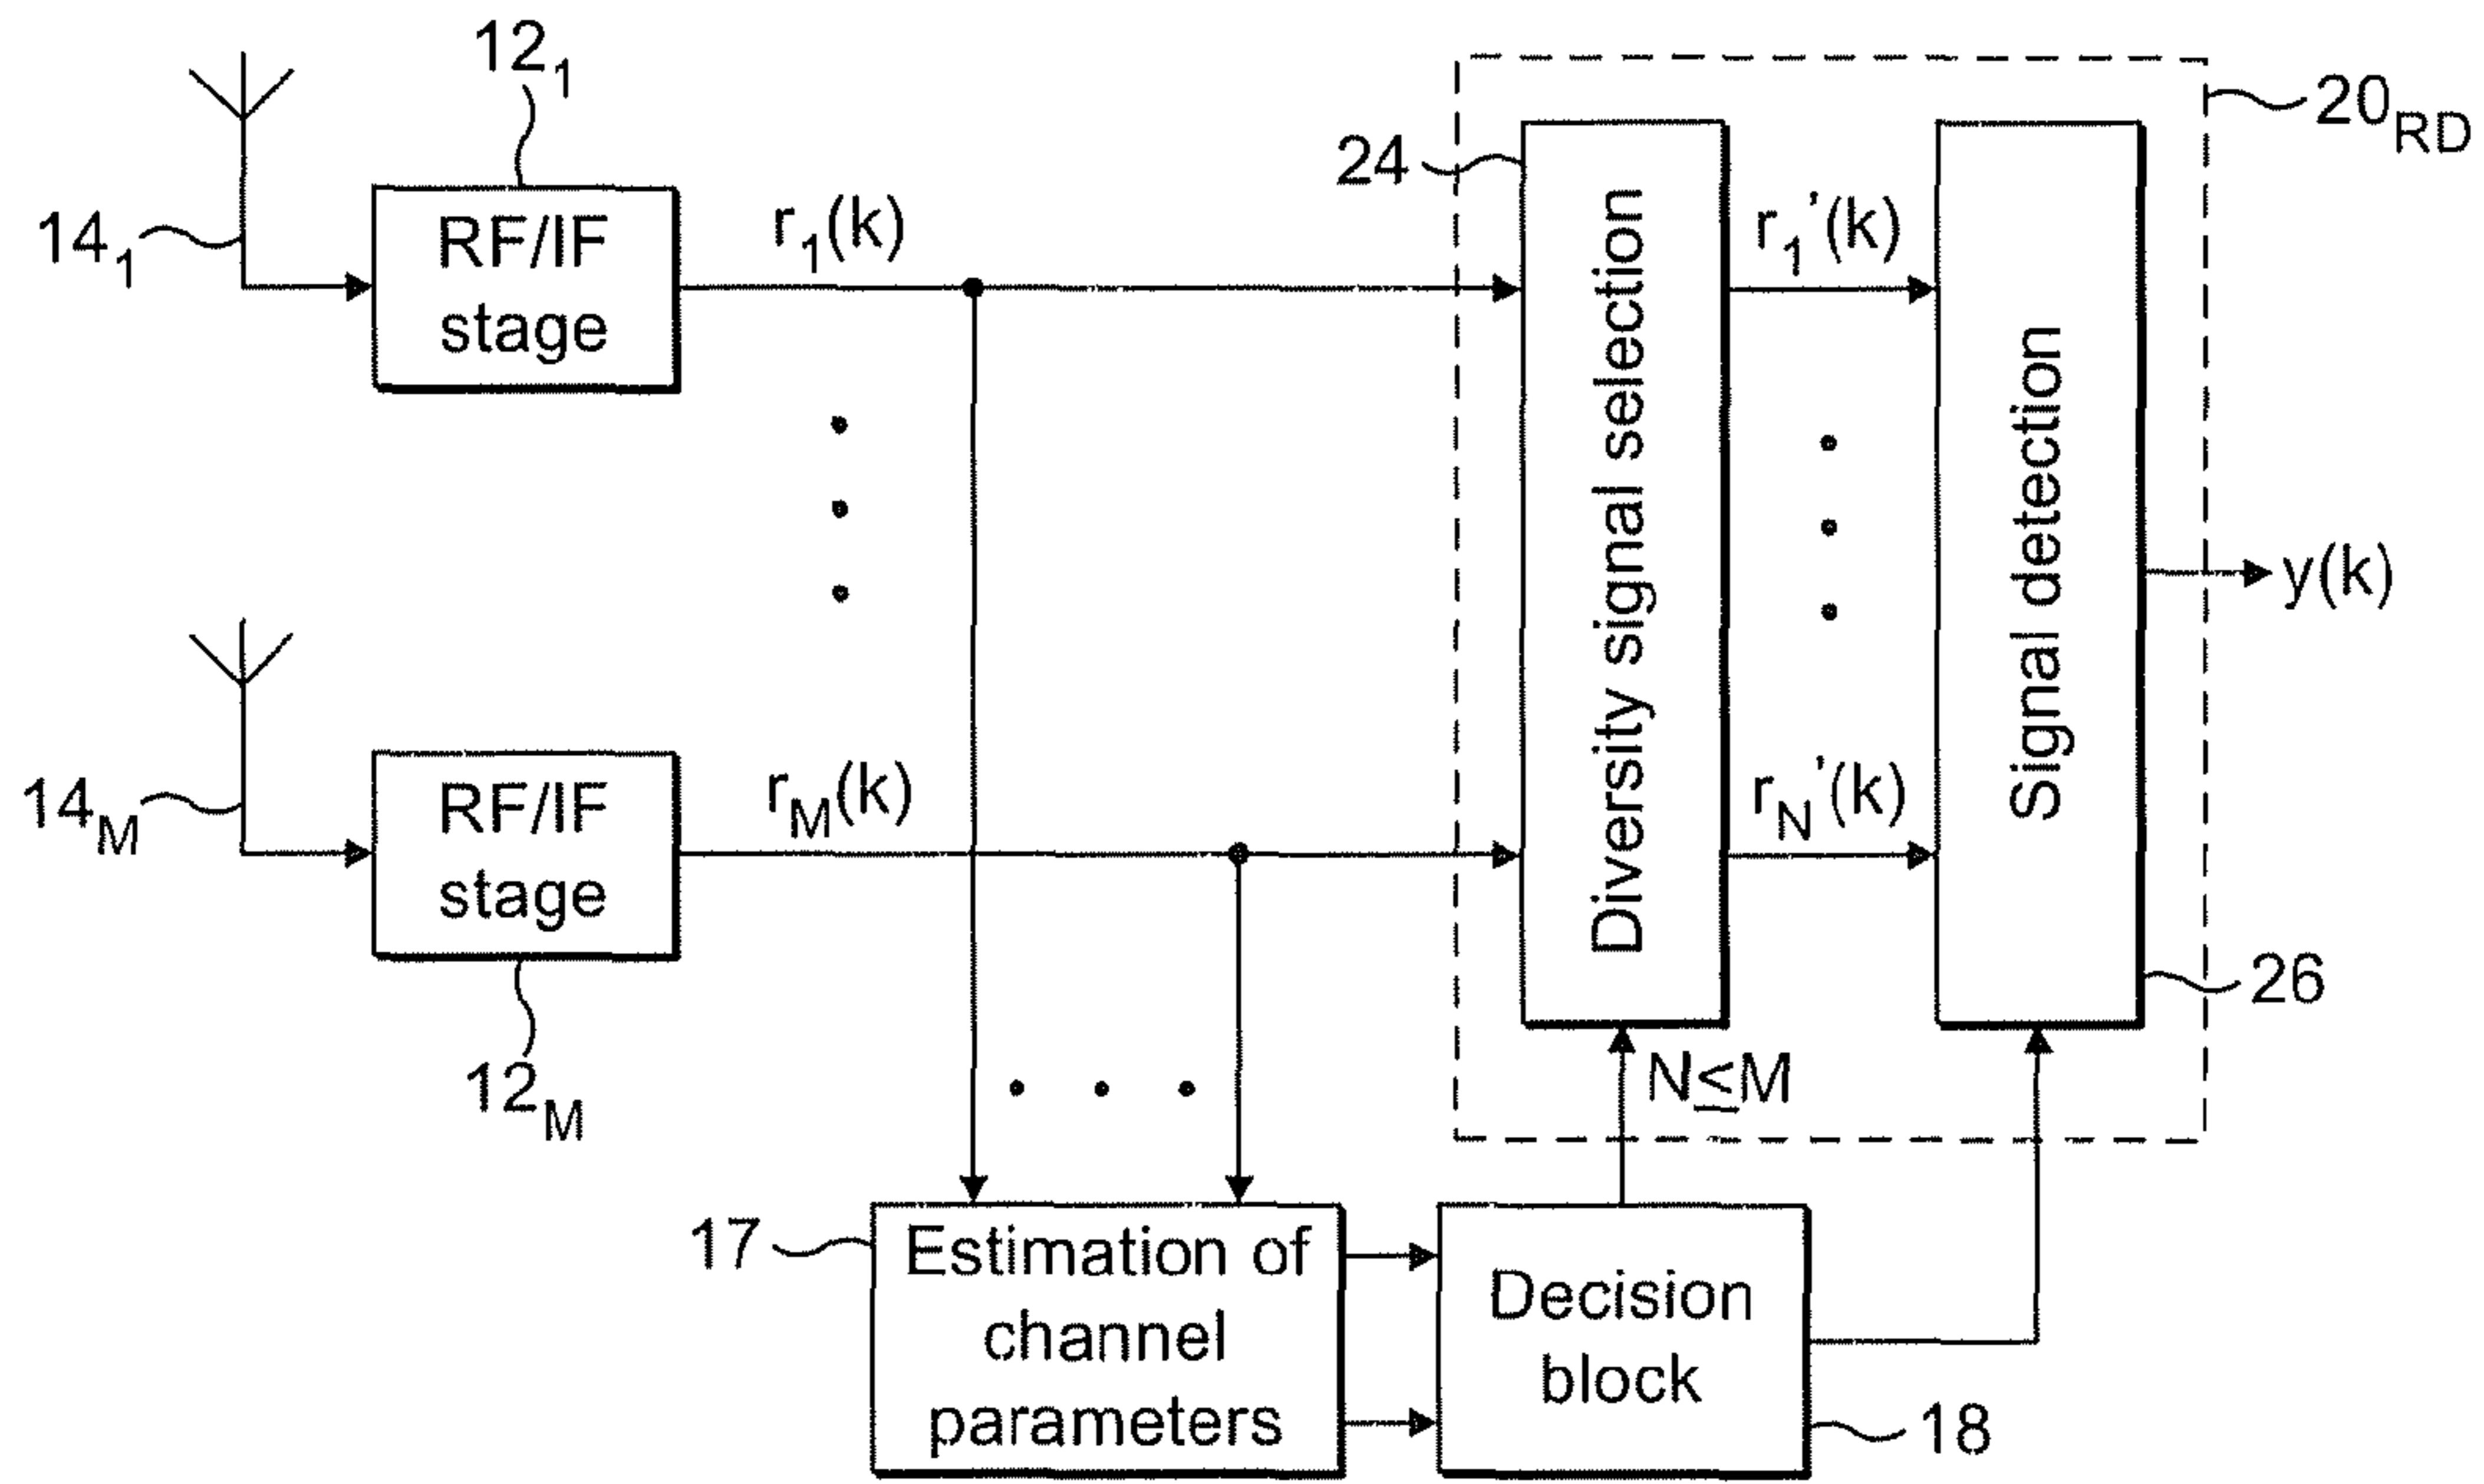 12₁
14₁
RF/IF
stage
r₁(k)
24
Diversity signal selection
r₁’(k)
Signal detection
20RD
y(k)
14M
RF/IF
stage
12M
rM(k)
rN’(k)
26
N≤M
17
Estimation of
channel
parameters
Decision
block
18